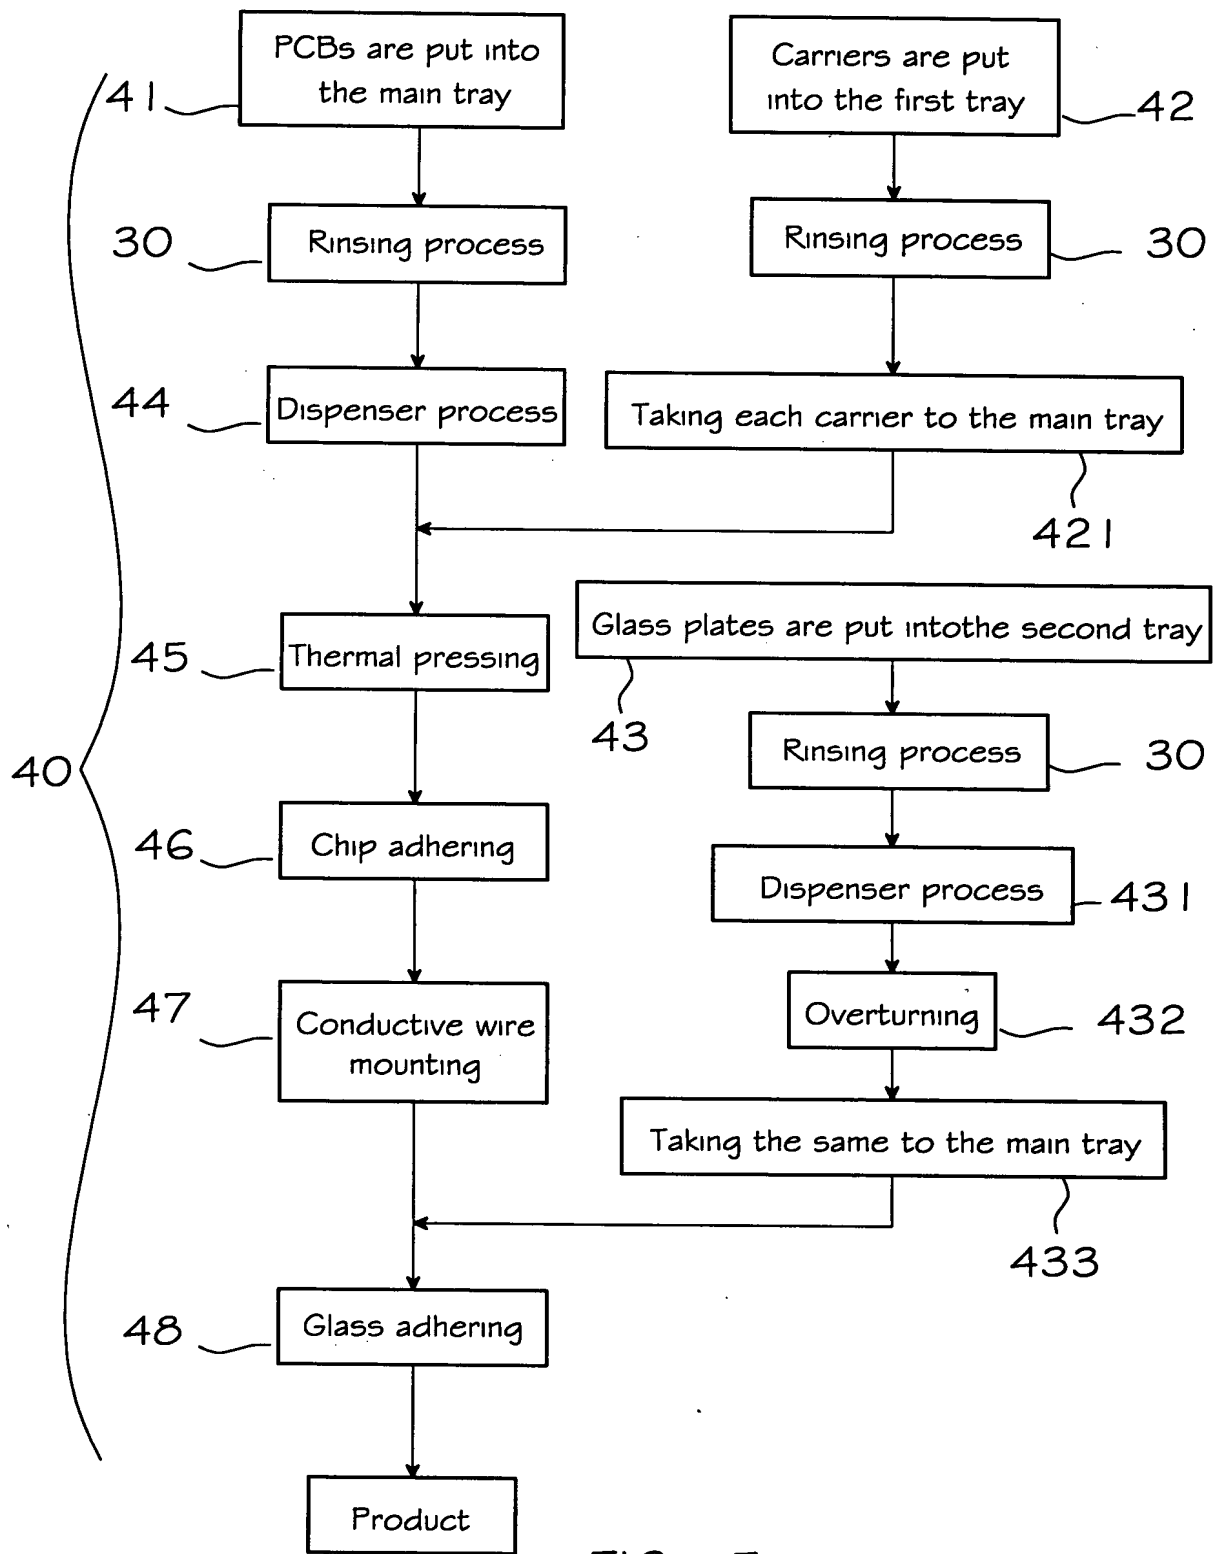 PCBs are put into
the main tray
41
Carriers are put
into the first tray
42
Rinsing process
30
Rinsing process
30
Dispenser process
44
Taking each carrier to the main tray
421
Thermal pressing
45
Glass plates are put intothe second tray
43
Rinsing process
30
40
Chip adhering
46
Dispenser process
431
Conductive wire
mounting
47
Overturning
432
Taking the same to the main tray
433
Glass adhering
48
Product